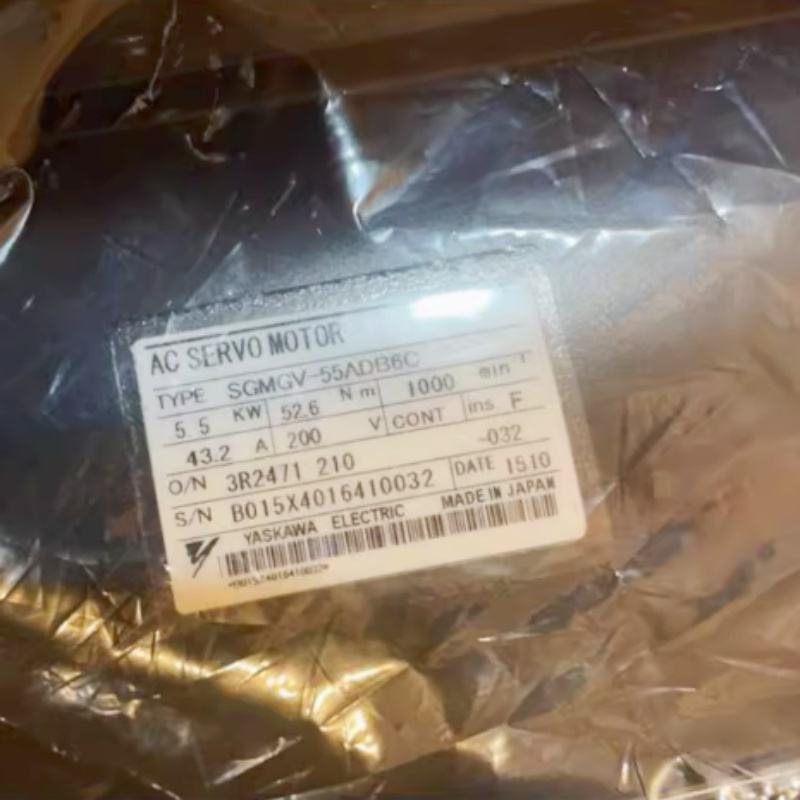 AC SERVO MOTOR
TYPE SGMGV-55ADB6C
5.5 KW 52.6 N m 1000 min⁻¹
43.2 A 200 V CONT ins F
O/N 3R2471 210 -032
S/N B015X4016410032 DATE 1510
YASKAWA ELECTRIC MADE IN JAPAN